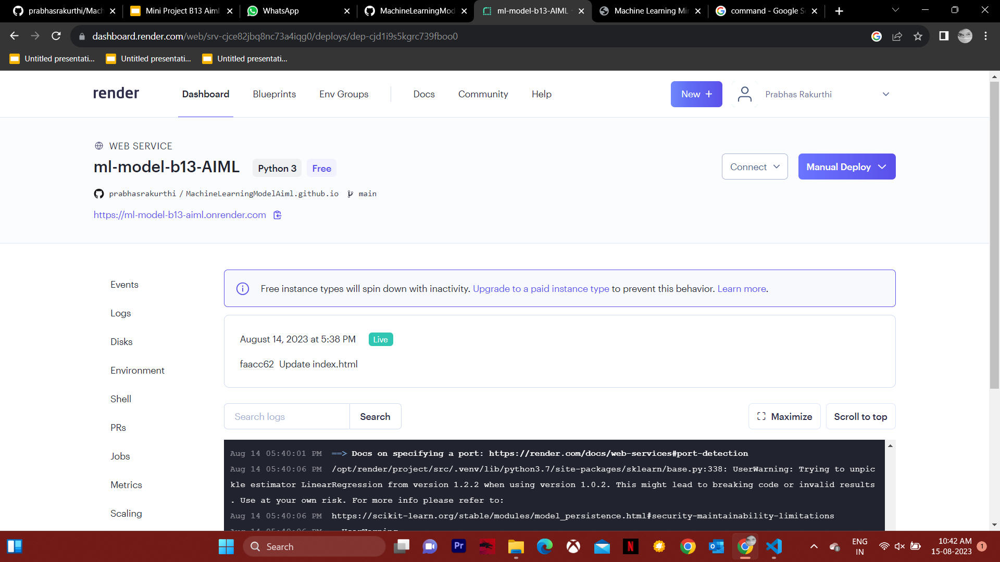 prabhasrakurthi/Mach
Mini Project B13 Aiml
WhatsApp
MachineLearningMod
ml-model-b13-AIML
Machine Learning Mi
command - Google S
dashboard.render.com/web/srv-cjce82jbq8nc73a4iqg0/deploys/dep-cjd1i9s5kgrc739fboo0
Untitled presentati...
Untitled presentati...
Untitled presentati...
render
Dashboard
Blueprints
Env Groups
Docs
Community
Help
New +
Prabhas Rakurthi
WEB SERVICE
ml-model-b13-AIML
Python 3
Free
Connect
Manual Deploy
prabhasrakurthi / MachineLearningModelAiml.github.io
main
https://ml-model-b13-aiml.onrender.com
Events
Logs
Disks
Environment
Shell
PRs
Jobs
Metrics
Scaling
Free instance types will spin down with inactivity. Upgrade to a paid instance type to prevent this behavior. Learn more.
August 14, 2023 at 5:38 PM
Live
faacc62 Update index.html
Search logs
Search
Maximize
Scroll to top
Aug 14 05:40:01 PM ==> Docs on specifying a port: https://render.com/docs/web-services#port-detection
Aug 14 05:40:06 PM /opt/render/project/src/.venv/lib/python3.7/site-packages/sklearn/base.py:338: UserWarning: Trying to unpic
kle estimator LinearRegression from version 1.2.2 when using version 1.0.2. This might lead to breaking code or invalid results
. Use at your own risk. For more info please refer to:
Aug 14 05:40:06 PM https://scikit-learn.org/stable/modules/model_persistence.html#security-maintainability-limitations
Aug 14 05:40:06 PM UserWarning
Search
Pr
N
ENG
IN
10:42 AM
15-08-2023
1